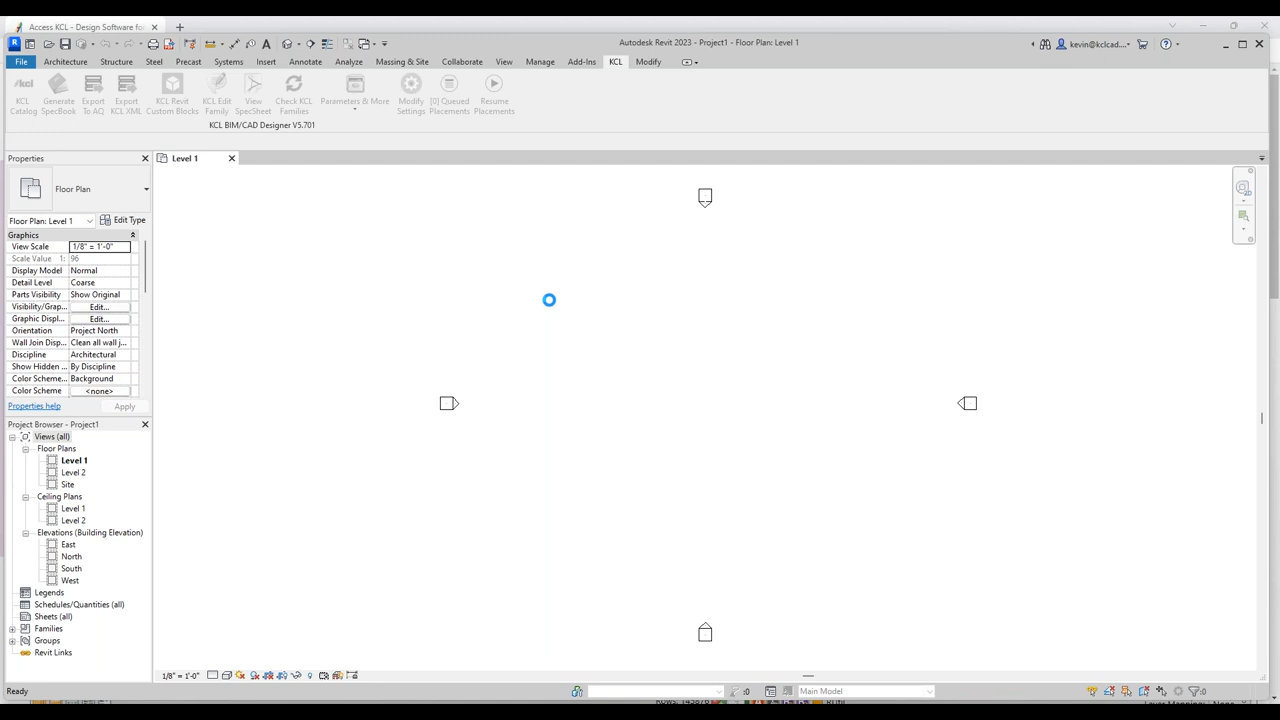 Access KCL - Design Software fo
Autodesk Revit 2023 - Project1 - Floor Plan: Level 1
kevin@kclcad....
File Architecture Structure Steel Precast Systems Insert Annotate Analyze Massing & Site Collaborate View Manage Add-Ins KCL Modify
KCL Catalog
Generate SpecBook
Export To AQ
Export KCL XML
KCL Revit Custom Blocks
KCL Edit Family
View SpecSheet
Check KCL Families
Parameters & More
Modify Settings
[0] Queued Placements
Resume Placements
KCL BIM/CAD Designer V5.701
Properties
Level 1
Floor Plan
Floor Plan: Level 1 Edit Type
Graphics
View Scale 1/8" = 1'-0"
Scale Value 1: 96
Display Model Normal
Detail Level Coarse
Parts Visibility Show Original
Visibility/Grap... Edit...
Graphic Displ... Edit...
Orientation Project North
Wall Join Disp... Clean all wall j...
Discipline Architectural
Show Hidden ... By Discipline
Color Scheme... Background
Color Scheme <none>
Properties help Apply
Project Browser - Project1
Views (all)
Floor Plans
Level 1
Level 2
Site
Ceiling Plans
Level 1
Level 2
Elevations (Building Elevation)
East
North
South
West
Legends
Schedules/Quantities (all)
Sheets (all)
Families
Groups
Revit Links
1/8" = 1'-0"
Ready :0 Main Model :0